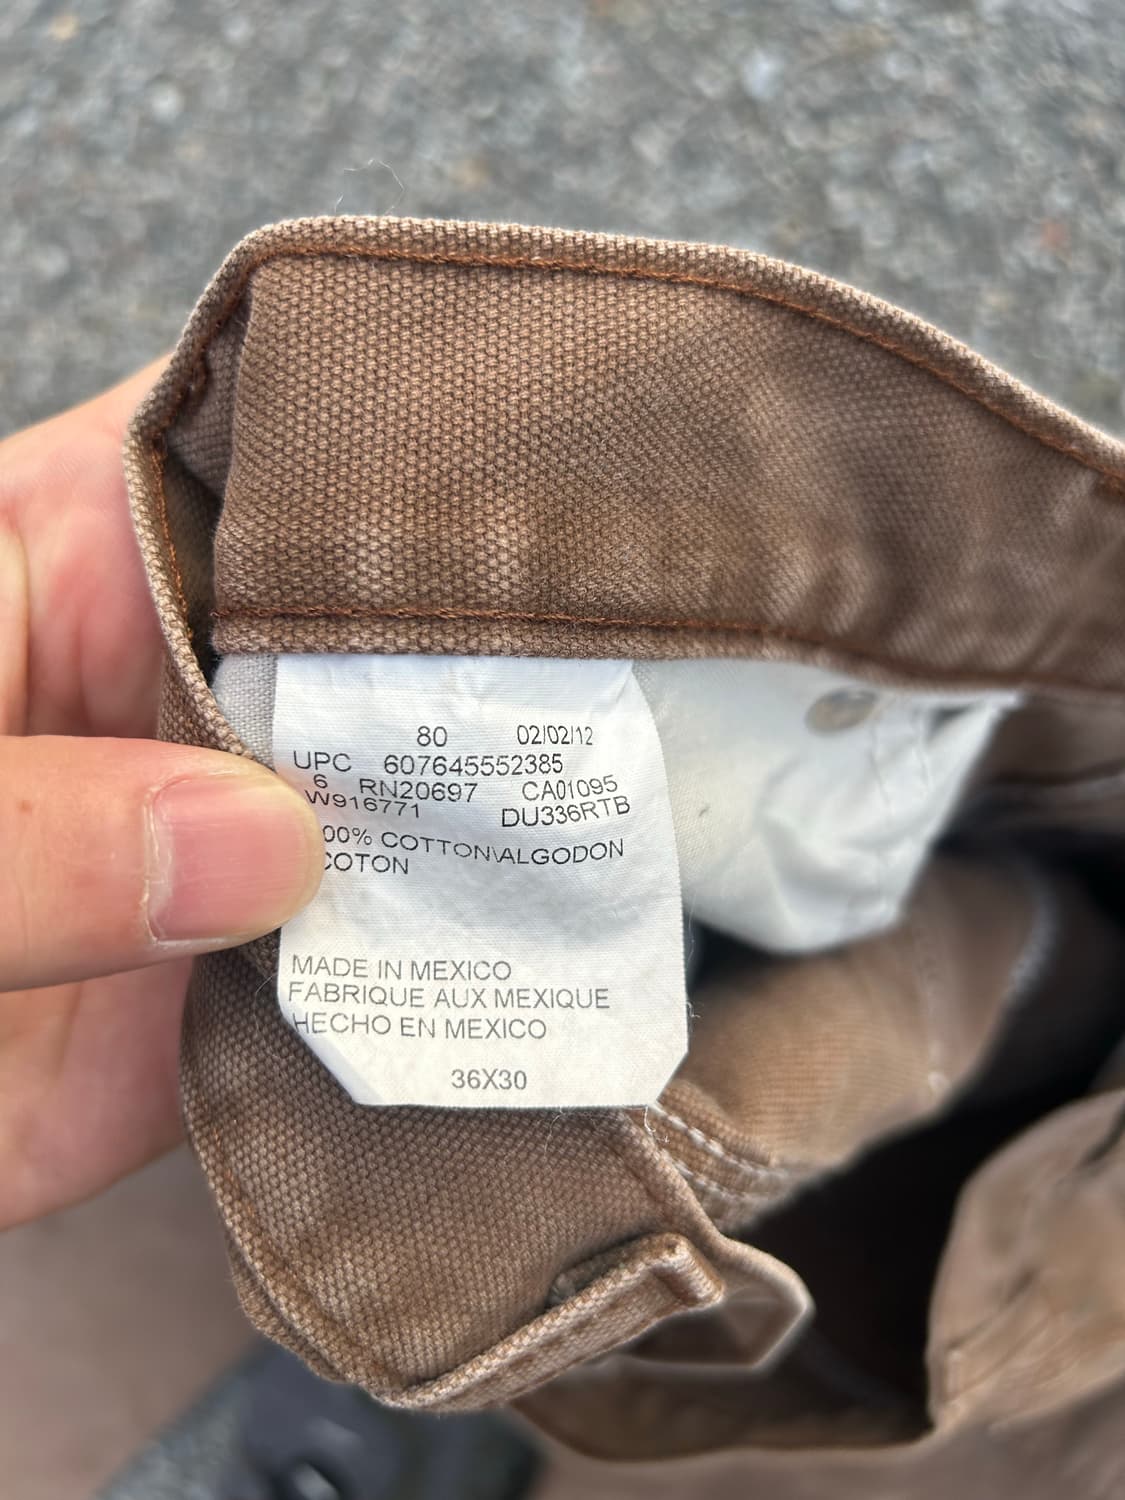 80 02/02/12
UPC 607645552385
6 RN20697 CA01095
W916771 DU336RTB
00% COTTON\ALGODON
COTON
MADE IN MEXICO
FABRIQUE AUX MEXIQUE
HECHO EN MEXICO
36X30